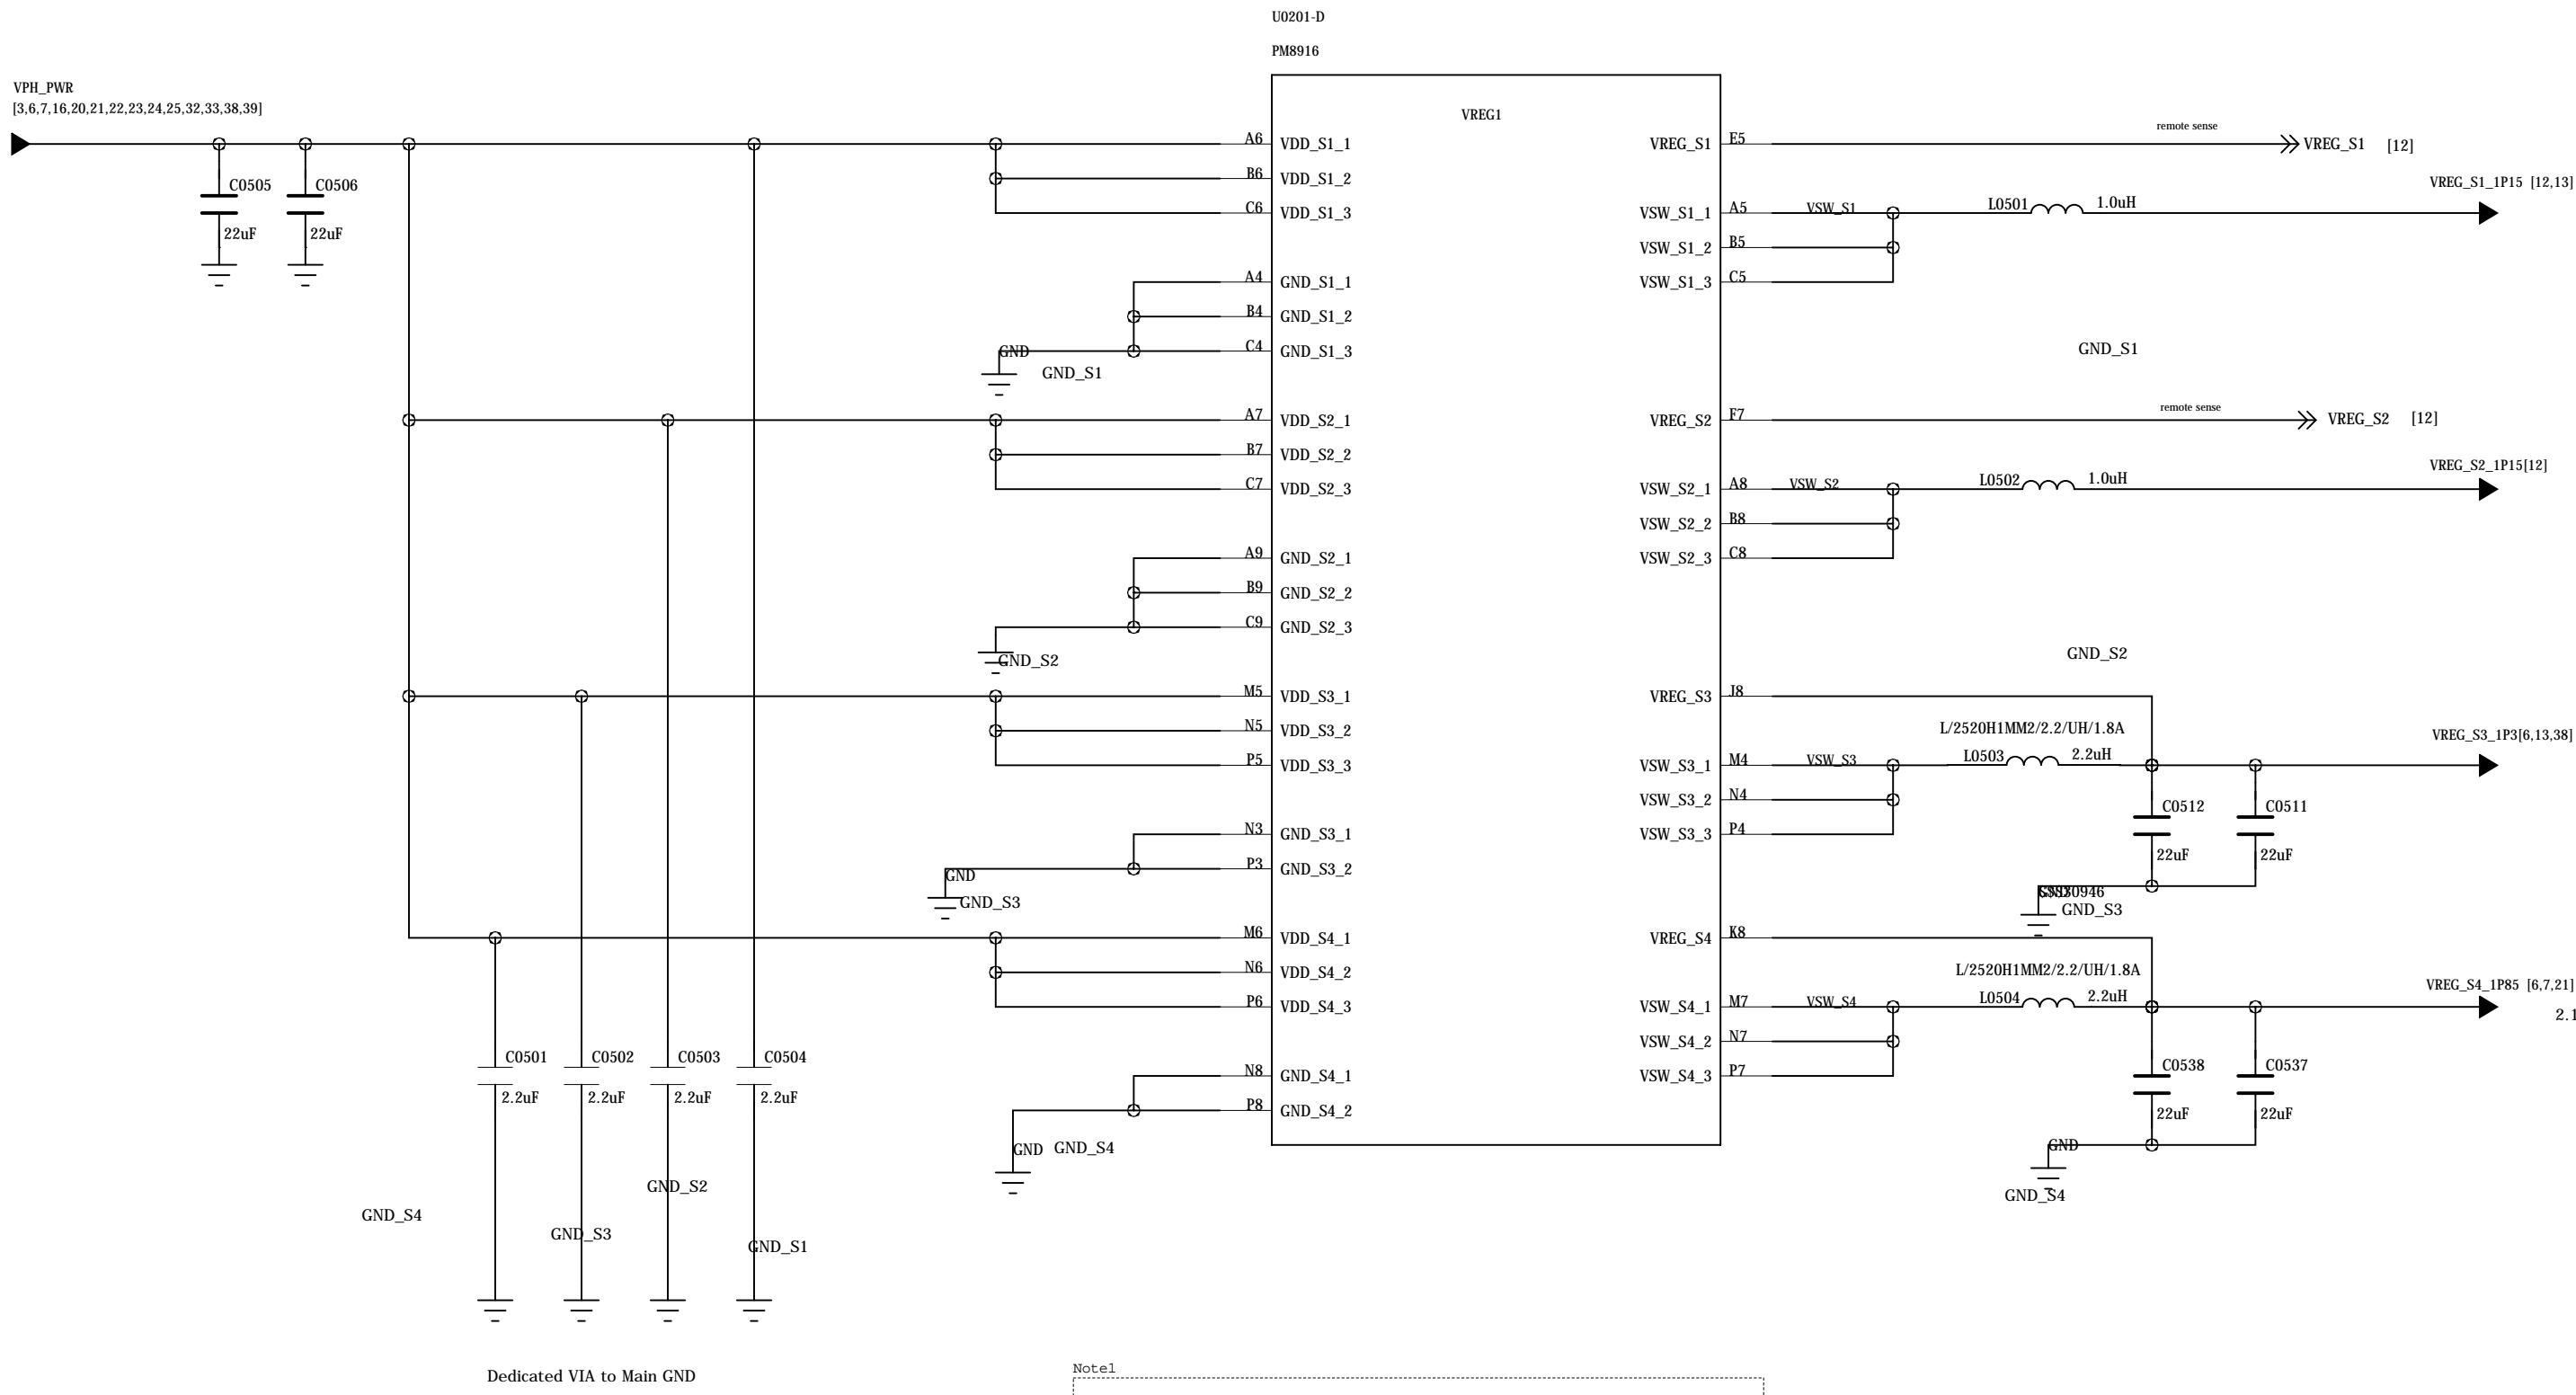 U0201-D
PM8916
VPH_PWR
[3,6,7,16,20,21,22,23,24,25,32,33,38,39]
VREG1
A6 VDD_S1_1
B6 VDD_S1_2
C6 VDD_S1_3
A4 GND_S1_1
B4 GND_S1_2
C4 GND_S1_3
GND
GND_S1
A7 VDD_S2_1
B7 VDD_S2_2
C7 VDD_S2_3
A9 GND_S2_1
B9 GND_S2_2
C9 GND_S2_3
GND_S2
M5 VDD_S3_1
N5 VDD_S3_2
P5 VDD_S3_3
N3 GND_S3_1
P3 GND_S3_2
GND
GND_S3
M6 VDD_S4_1
N6 VDD_S4_2
P6 VDD_S4_3
N8 GND_S4_1
P8 GND_S4_2
GND GND_S4
C0505
22uF
C0506
22uF
C0501
2.2uF
C0502
2.2uF
C0503
2.2uF
C0504
2.2uF
GND_S4
GND_S3
GND_S2
GND_S1
Dedicated VIA to Main GND
VREG_S1 E5
remote sense
VREG_S1 [12]
VREG_S1_1P15 [12,13]
VSW_S1_1 A5 VSW_S1 L0501 1.0uH
VSW_S1_2 B5
VSW_S1_3 C5
GND_S1
VREG_S2 F7
remote sense
VREG_S2 [12]
VREG_S2_1P15[12]
VSW_S2_1 A8 VSW_S2 L0502 1.0uH
VSW_S2_2 B8
VSW_S2_3 C8
GND_S2
VREG_S3 J8
L/2520H1MM2/2.2/UH/1.8A
VREG_S3_1P3[6,13,38]
VSW_S3_1 M4 VSW_S3 L0503 2.2uH
VSW_S3_2 N4
VSW_S3_3 P4
C0512
22uF
C0511
22uF
GND_S3
VREG_S4 K8
L/2520H1MM2/2.2/UH/1.8A
VREG_S4_1P85 [6,7,21]
VSW_S4_1 M7 VSW_S4 L0504 2.2uH
2.1
VSW_S4_2 N7
VSW_S4_3 P7
C0538
22uF
C0537
22uF
GND
GND_S4
Note1